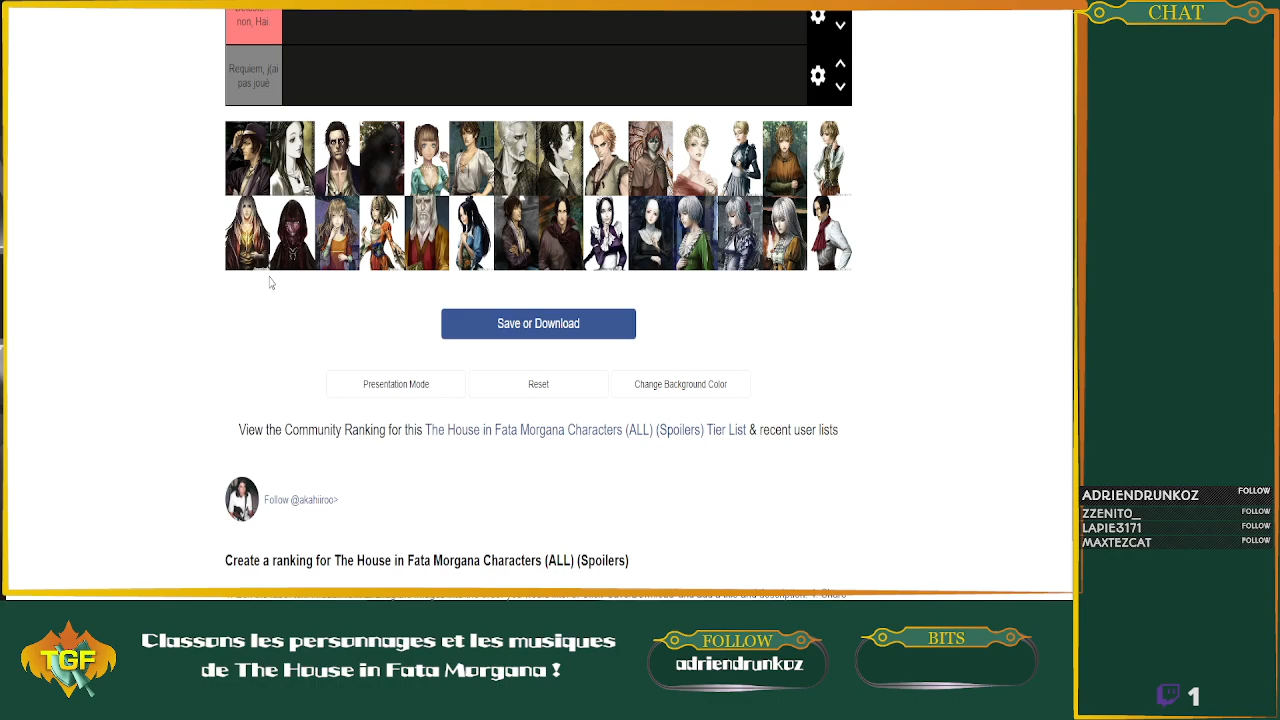 CHAT
non, Hai.
Requiem, j(ai
pas joué
Save or Download
Presentation Mode
Reset
Change Background Color
View the Community Ranking for this The House in Fata Morgana Characters (ALL) (Spoilers) Tier List & recent user lists
Follow @akahiiroo>
Create a ranking for The House in Fata Morgana Characters (ALL) (Spoilers)
ADRIENDRUNKOZ FOLLOW
ZZENITO_ FOLLOW
LAPIE3171 FOLLOW
MAXTEZCAT FOLLOW
TGF
Classons les personnages et les musiques
de The House in Fata Morgana !
FOLLOW
adriendrunkoz
BITS
1